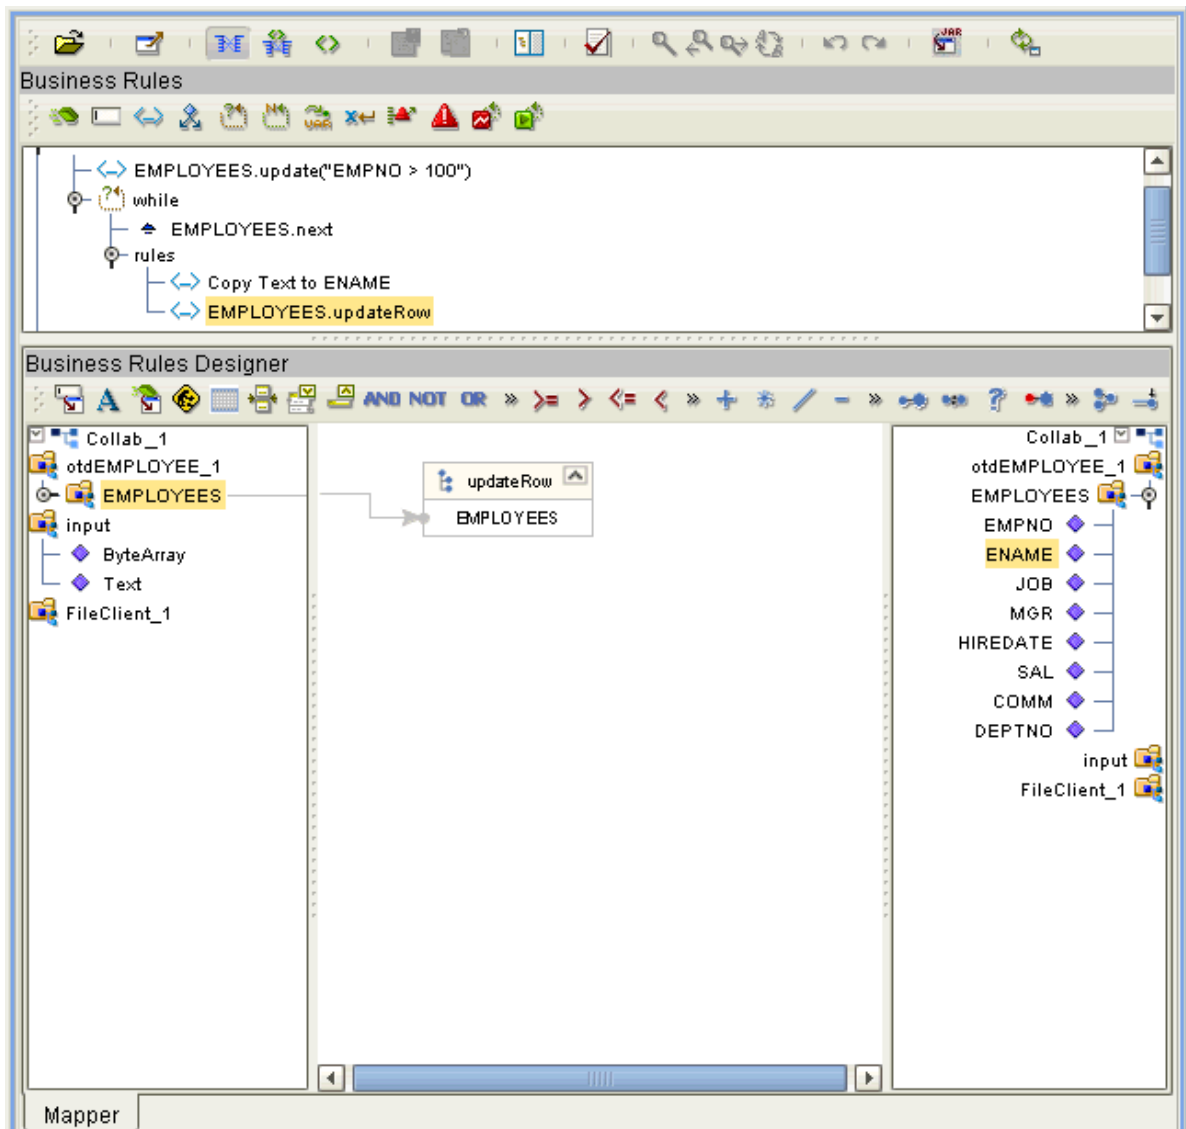 JAR
Business Rules
VAR
EMPLOYEES.update("EMPNO > 100")
while
EMPLOYEES.next
rules
Copy Text to ENAME
EMPLOYEES.updateRow
Business Rules Designer
A AND NOT OR » >= > <= < » + * / - » ? »
Collab_1
otdEMPLOYEE_1
EMPLOYEES
input
ByteArray
Text
FileClient_1
updateRow
EMPLOYEES
Collab_1
otdEMPLOYEE_1
EMPLOYEES
EMPNO
ENAME
JOB
MGR
HIREDATE
SAL
COMM
DEPTNO
input
FileClient_1
Mapper